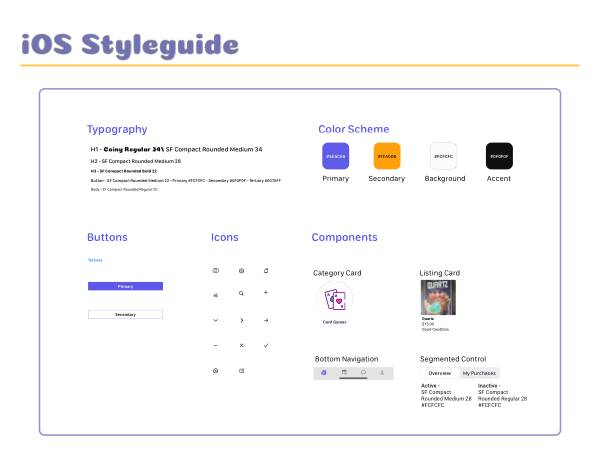 iOS Styleguide
Typography
H1 - Coiny Regular 34\ SF Compact Rounded Medium 34
H2 - SF Compact Rounded Medium 28
H3 - SF Compact Rounded Bold 22
Button - SF Compact Rounded Medium 22 - Primary #FCFCFC - Secondary #0F0F0F - Tertiary #007AFF
Body - SF Compact Rounded Regular 20
Color Scheme
#5E5CE6
#FFA00B
#FCFCFC
#0F0F0F
Primary
Secondary
Background
Accent
Buttons
Tertiary
Primary
Secondary
Icons
Components
Category Card
Card Games
Listing Card
QUARTZ
Quartz
$15.00
Good Condition
Bottom Navigation
Segmented Control
Overview
My Purchases
Active -
SF Compact
Rounded Medium 28
#FCFCFC
Inactive -
SF Compact
Rounded Regular 28
#FCFCFC